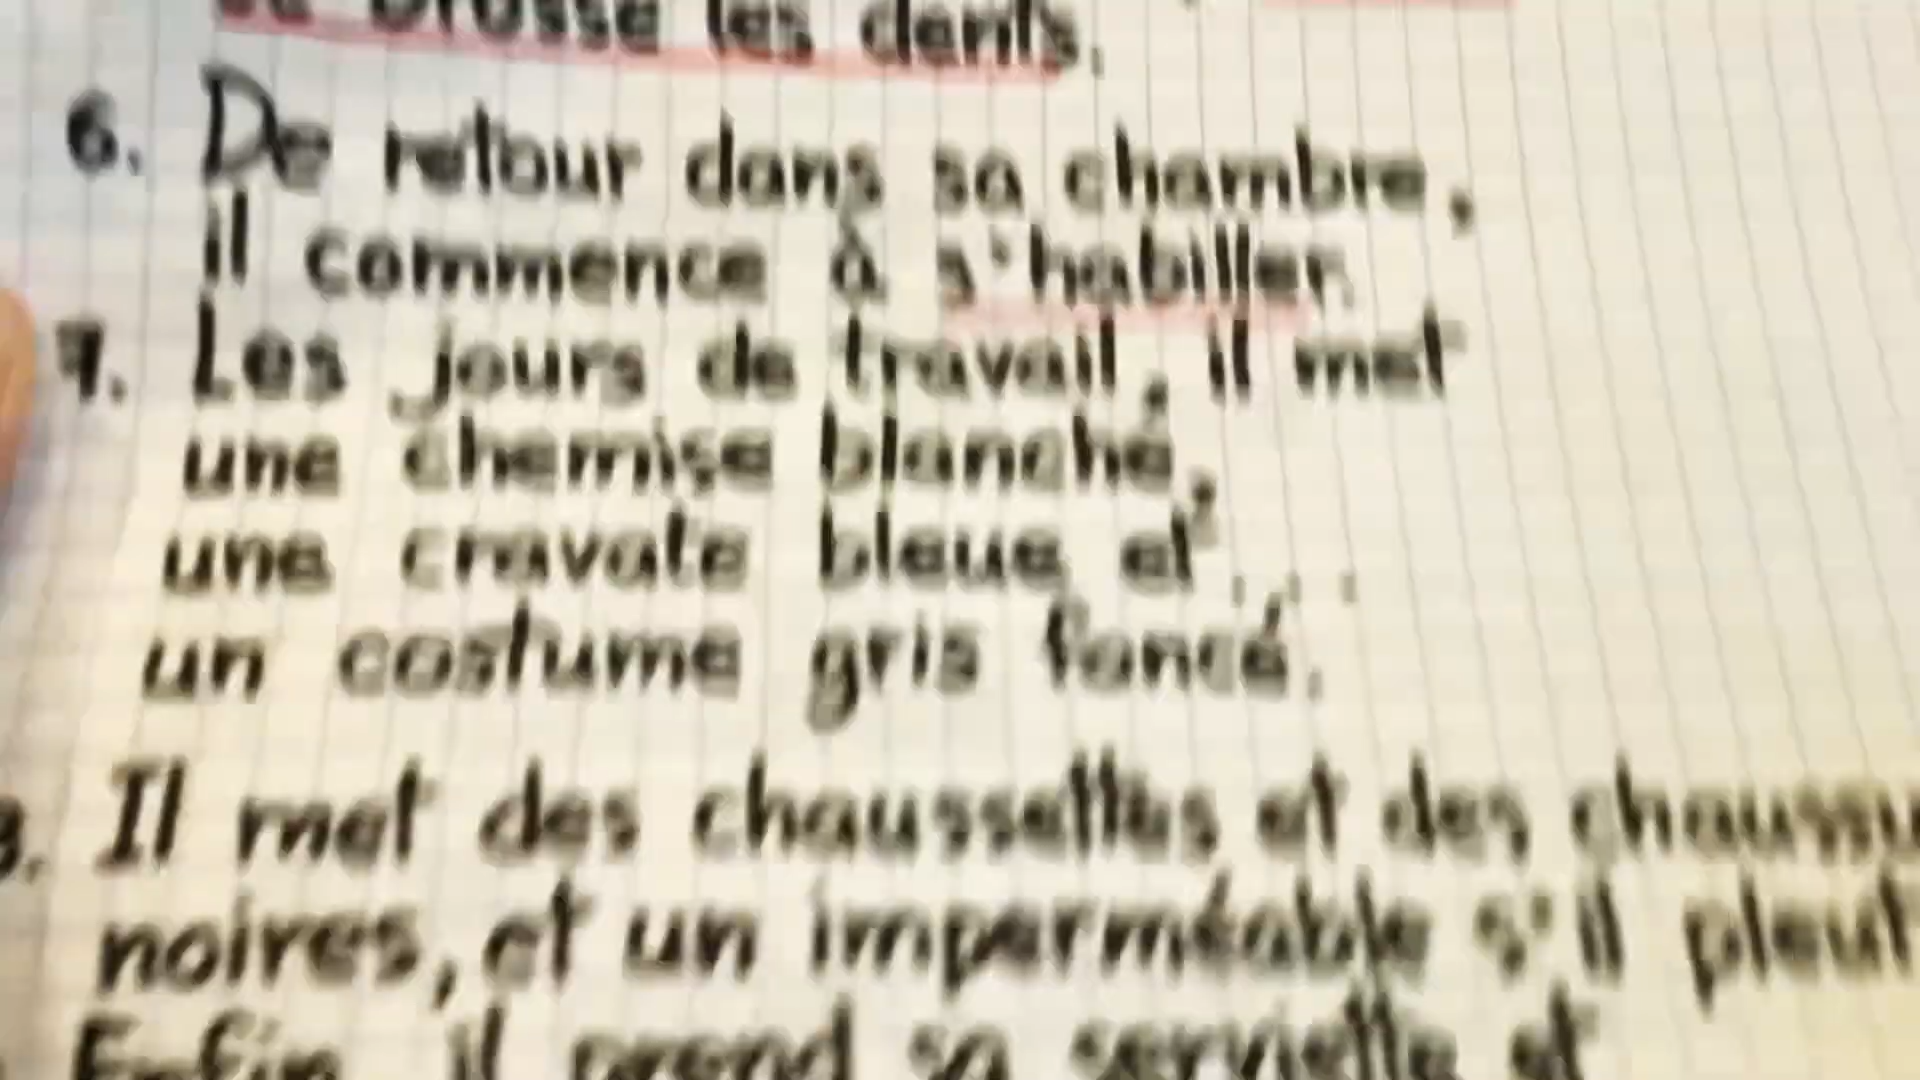 se brosse les dents.
6. De retour dans sa chambre,
il commence à s'habiller.
7. Les jours de travail, il met
une chemise blanche,
une cravate bleue et...
un costume gris foncé.
8. Il met des chaussettes et des chaussu
noires, et un imperméable s'il pleut
Enfin, il prend sa serviette et